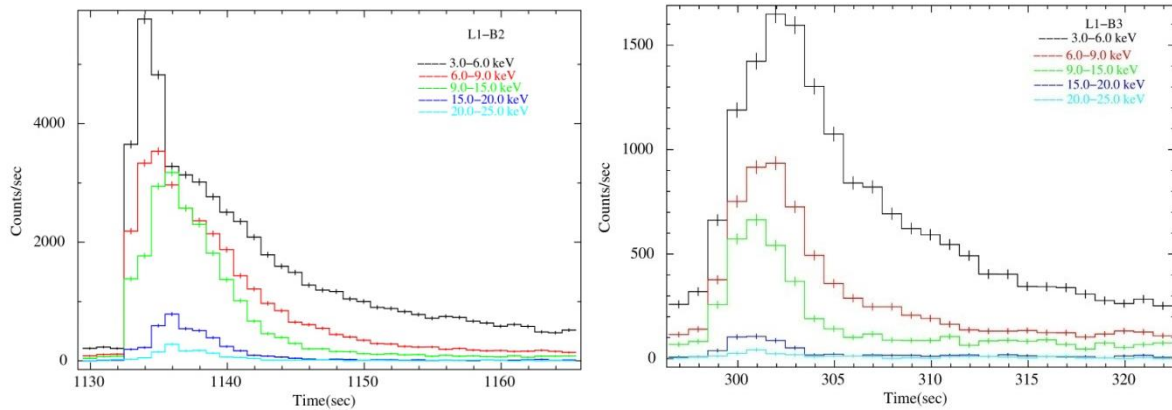 L1−B2
3.0−6.0 keV
6.0−9.0 keV
9.0−15.0 keV
15.0−20.0 keV
20.0−25.0 keV
4000
2000
0
Counts/sec
1130 1140 1150 1160
Time(sec)
L1−B3
3.0−6.0 keV
6.0−9.0 keV
9.0−15.0 keV
15.0−20.0 keV
20.0−25.0 keV
1500
1000
500
0
Counts/sec
300 305 310 315 320
Time(sec)